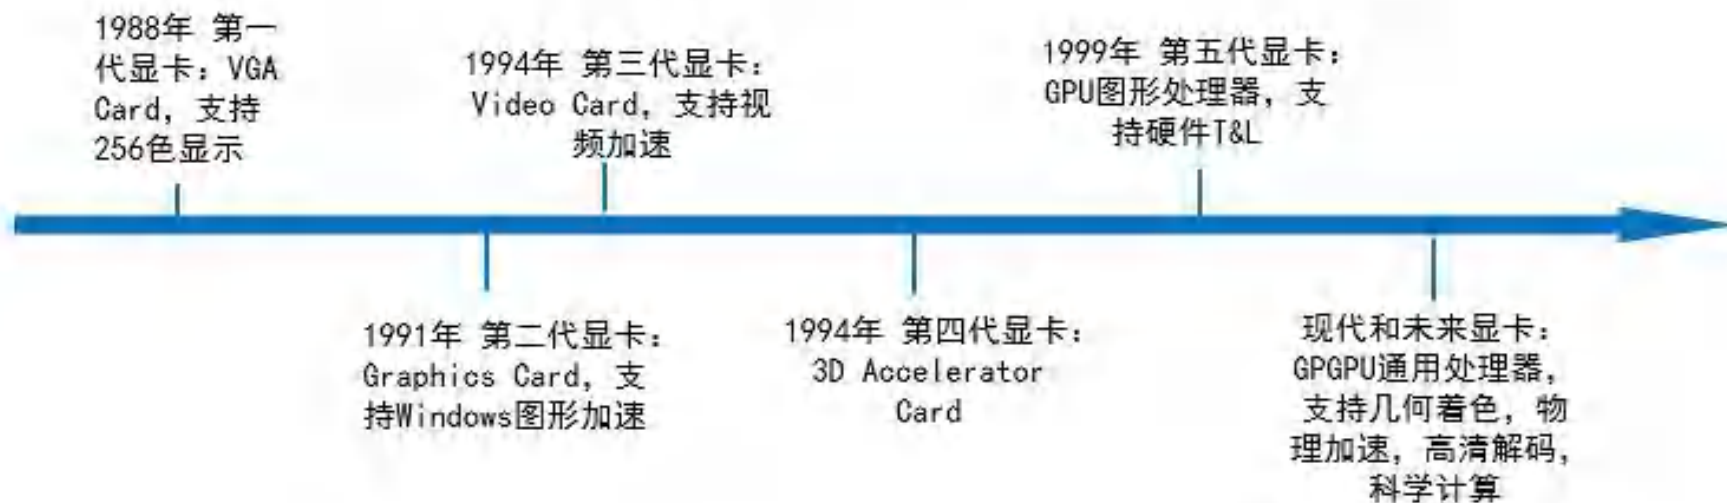 1988年 第一
代显卡：VGA
Card，支持
256色显示
1994年 第三代显卡：
Video Card，支持视
频加速
1999年 第五代显卡：
GPU图形处理器，支
持硬件T&L
1991年 第二代显卡：
Graphics Card，支
持Windows图形加速
1994年 第四代显卡：
3D Accelerator
Card
现代和未来显卡：
GPGPU通用处理器，
支持几何着色，物
理加速，高清解码，
科学计算